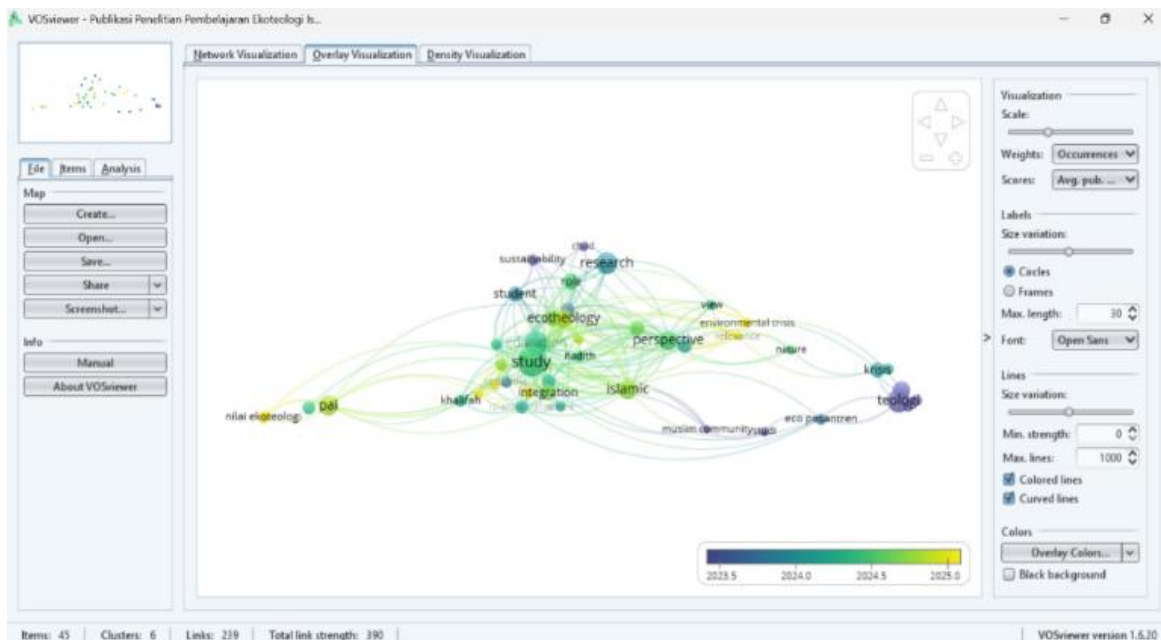 VOSviewer - Publikasi Penelitian Pembelajaran Ekoteologi Is...
Network Visualization
Overlay Visualization
Density Visualization
File
Items
Analysis
Map
Create...
Open...
Save...
Share
Screenshot...
Info
Manual
About VOSviewer
child
sustainability
research
role
student
ecotheology
view
environmental crisis
perspective
relevance
nature
study
hadith
krisis
islamic
integration
khalifah
teologi
pai
nilai ekoteologi
eco pesantren
muslim community
2023.5
2024.0
2024.5
2025.0
Visualization
Scale:
Weights: Occurrences
Scores: Avg. pub. ...
Labels
Size variation:
Circles
Frames
Max. length: 30
Font: Open Sans
Lines
Size variation:
Min. strength: 0
Max. lines: 1000
Colored lines
Curved lines
Colors
Overlay Colors...
Black background
Items: 45
Clusters: 6
Links: 239
Total link strength: 390
VOSviewer version 1.6.20